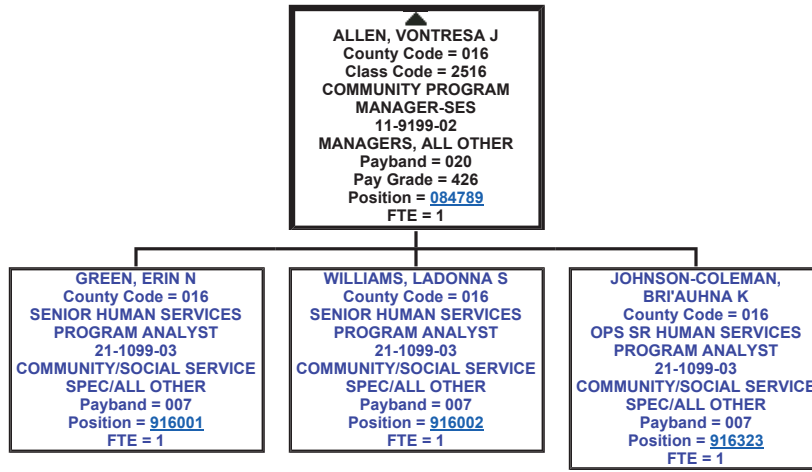 ALLEN, VONTRESA J
County Code = 016
Class Code = 2516
COMMUNITY PROGRAM
MANAGER-SES
11-9199-02
MANAGERS, ALL OTHER
Payband = 020
Pay Grade = 426
Position = 084789
FTE = 1
GREEN, ERIN N
County Code = 016
SENIOR HUMAN SERVICES
PROGRAM ANALYST
21-1099-03
COMMUNITY/SOCIAL SERVICE
SPEC/ALL OTHER
Payband = 007
Position = 916001
FTE = 1
WILLIAMS, LADONNA S
County Code = 016
SENIOR HUMAN SERVICES
PROGRAM ANALYST
21-1099-03
COMMUNITY/SOCIAL SERVICE
SPEC/ALL OTHER
Payband = 007
Position = 916002
FTE = 1
JOHNSON-COLEMAN,
BRI'AUHNA K
County Code = 016
OPS SR HUMAN SERVICES
PROGRAM ANALYST
21-1099-03
COMMUNITY/SOCIAL SERVICE
SPEC/ALL OTHER
Payband = 007
Position = 916323
FTE = 1